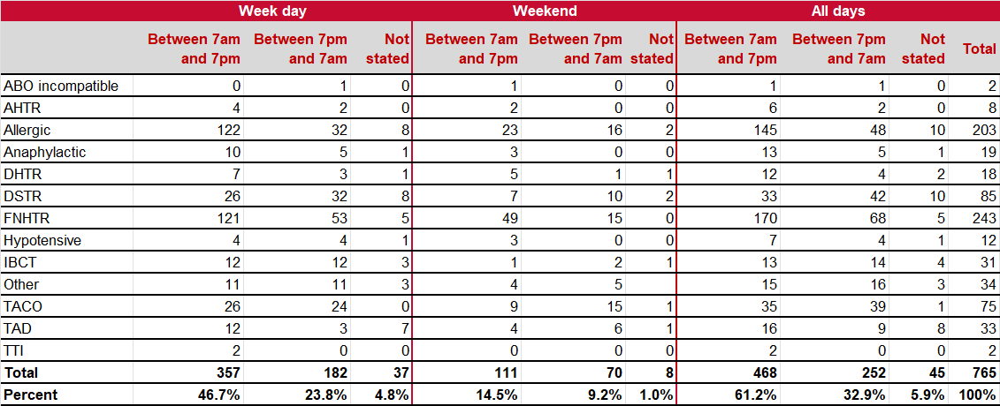 Week day Weekend All days
Between 7am Between 7pm Not Between 7am Between 7pm Not Between 7am Between 7pm Not Total
and 7pm and 7am stated and 7pm and 7am stated and 7pm and 7am stated
ABO incompatible 0 1 0 1 0 0 1 1 0 2
AHTR 4 2 0 2 0 0 6 2 0 8
Allergic 122 32 8 23 16 2 145 48 10 203
Anaphylactic 10 5 1 3 0 0 13 5 1 19
DHTR 7 3 1 5 1 1 12 4 2 18
DSTR 26 32 8 7 10 2 33 42 10 85
FNHTR 121 53 5 49 15 0 170 68 5 243
Hypotensive 4 4 1 3 0 0 7 4 1 12
IBCT 12 12 3 1 2 1 13 14 4 31
Other 11 11 3 4 5 15 16 3 34
TACO 26 24 0 9 15 1 35 39 1 75
TAD 12 3 7 4 6 1 16 9 8 33
TTI 2 0 0 0 0 0 2 0 0 2
Total 357 182 37 111 70 8 468 252 45 765
Percent 46.7% 23.8% 4.8% 14.5% 9.2% 1.0% 61.2% 32.9% 5.9% 100%